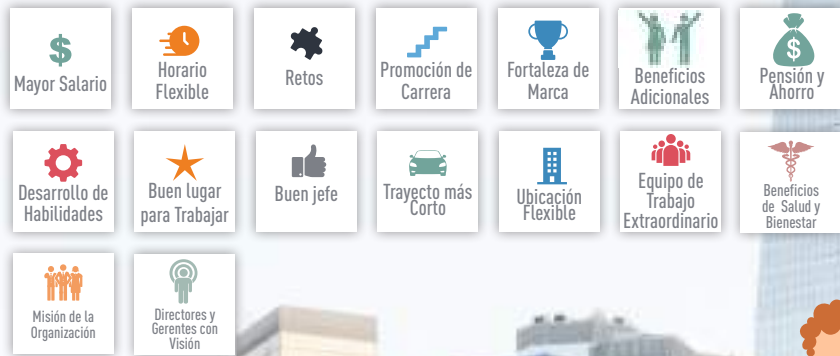 $
Mayor Salario
Horario
Flexible
Retos
Promoción de
Carrera
Fortaleza de
Marca
Beneficios
Adicionales
$
Pensión y
Ahorro
Desarrollo de
Habilidades
Buen lugar
para Trabajar
Buen jefe
Trayecto más
Corto
Ubicación
Flexible
Equipo de
Trabajo
Extraordinario
Beneficios
de Salud y
Bienestar
Misión de la
Organización
Directores y
Gerentes con
Visión